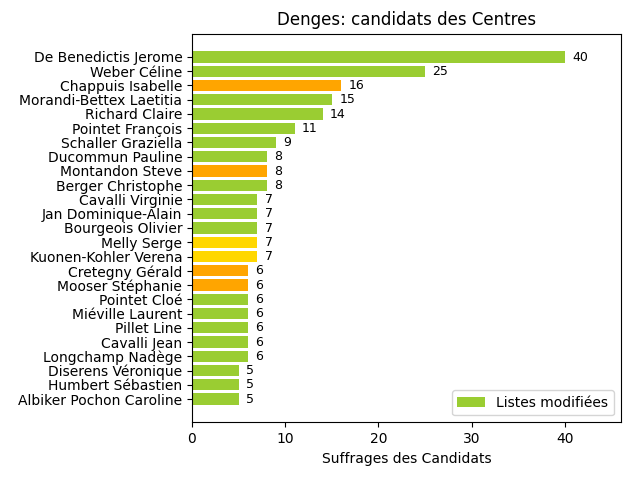 Denges: candidats des Centres
De Benedictis Jerome 40
Weber Céline 25
Chappuis Isabelle 16
Morandi-Bettex Laetitia 15
Richard Claire 14
Pointet François 11
Schaller Graziella 9
Ducommun Pauline 8
Montandon Steve 8
Berger Christophe 8
Cavalli Virginie 7
Jan Dominique-Alain 7
Bourgeois Olivier 7
Melly Serge 7
Kuonen-Kohler Verena 7
Cretegny Gérald 6
Mooser Stéphanie 6
Pointet Cloé 6
Miéville Laurent 6
Pillet Line 6
Cavalli Jean 6
Longchamp Nadège 6
Diserens Véronique 5
Humbert Sébastien 5
Albiker Pochon Caroline 5
Listes modifiées
0 10 20 30 40
Suffrages des Candidats